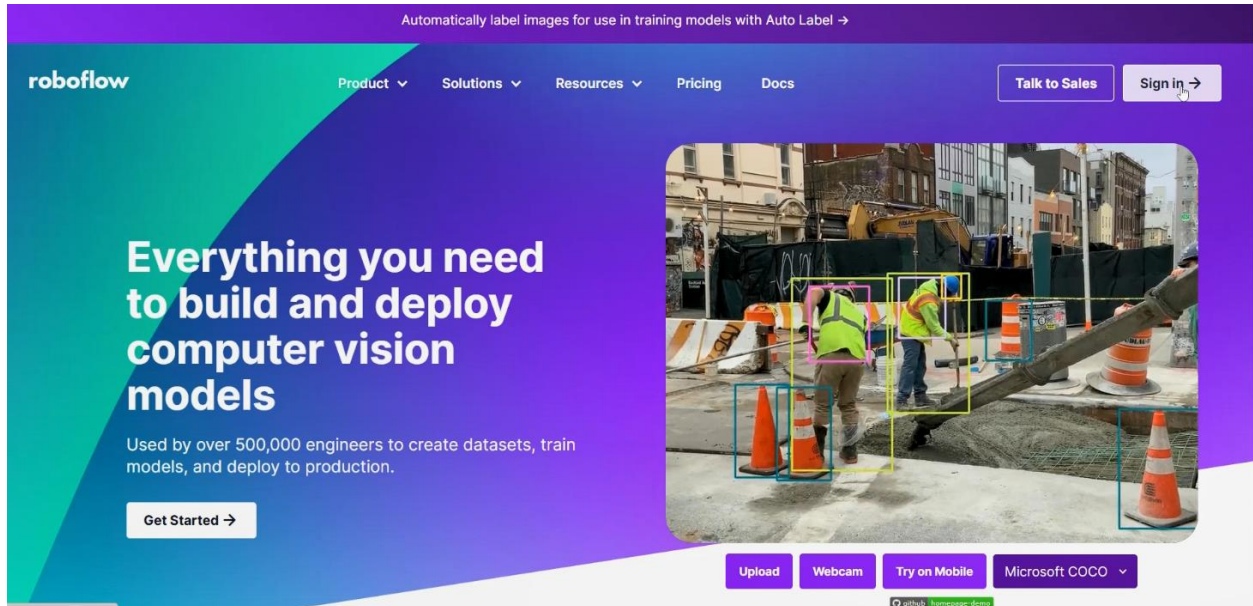 Automatically label images for use in training models with Auto Label →
roboflow
Product
Solutions
Resources
Pricing
Docs
Talk to Sales
Sign in →
Everything you need
to build and deploy
computer vision
models
Used by over 500,000 engineers to create datasets, train
models, and deploy to production.
Get Started →
Upload
Webcam
Try on Mobile
Microsoft COCO
github homepage-demo